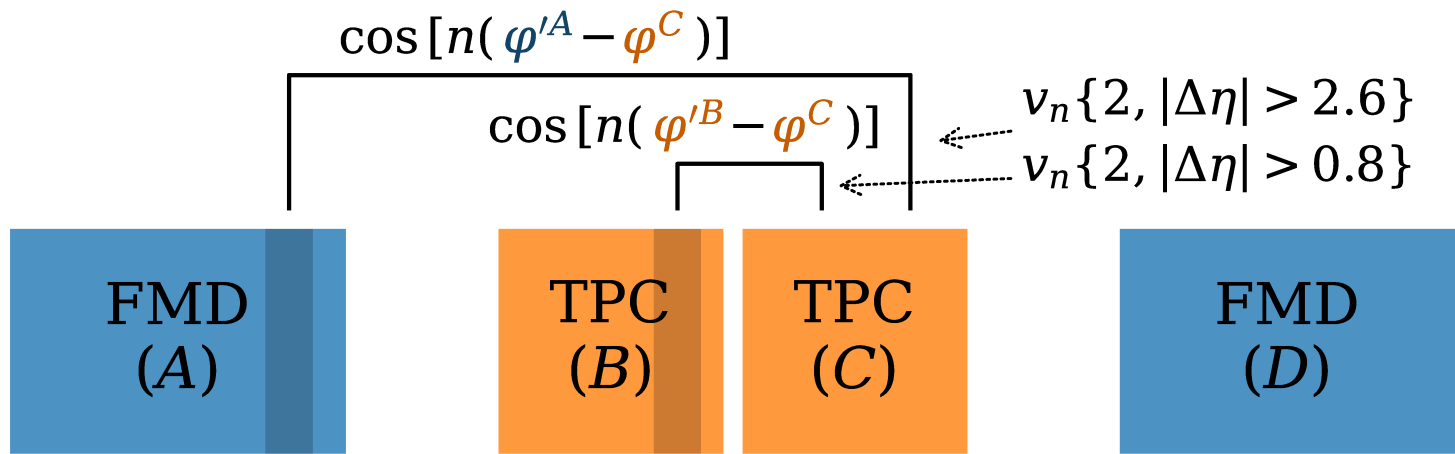 cos [n( φ′ᴬ − φᶜ )]
cos [n( φ′ᴮ − φᶜ )]
vₙ{2, |Δη| > 2.6}
vₙ{2, |Δη| > 0.8}
FMD
(A)
TPC
(B)
TPC
(C)
FMD
(D)